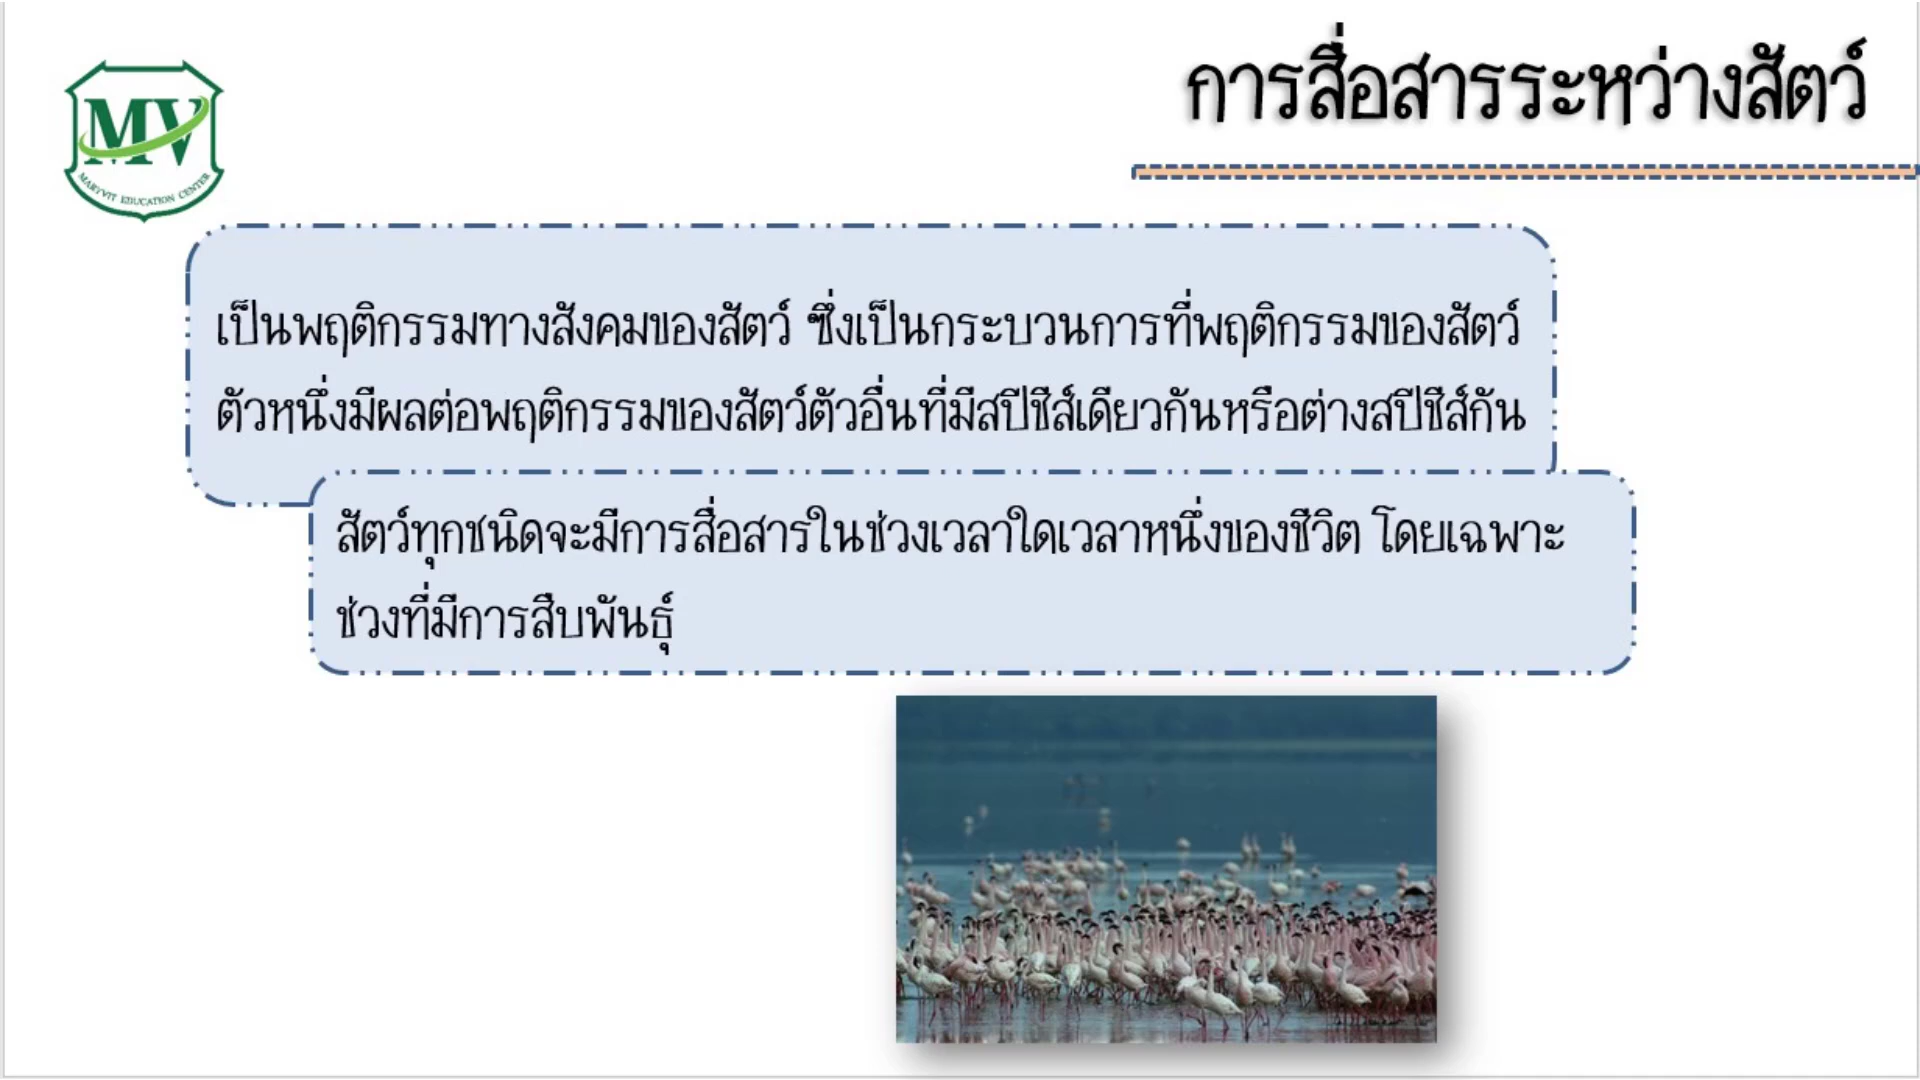 การสื่อสารระหว่างสัตว์
MV
MARYVIT EDUCATION CENTER
เป็นพฤติกรรมทางสังคมของสัตว์ ซึ่งเป็นกระบวนการที่พฤติกรรมของสัตว์
ตัวหนึ่งมีผลต่อพฤติกรรมของสัตว์ตัวอื่นที่มีสปีชีส์เดียวกันหรือต่างสปีชีส์กัน
สัตว์ทุกชนิดจะมีการสื่อสารในช่วงเวลาใดเวลาหนึ่งของชีวิต โดยเฉพาะ
ช่วงที่มีการสืบพันธุ์